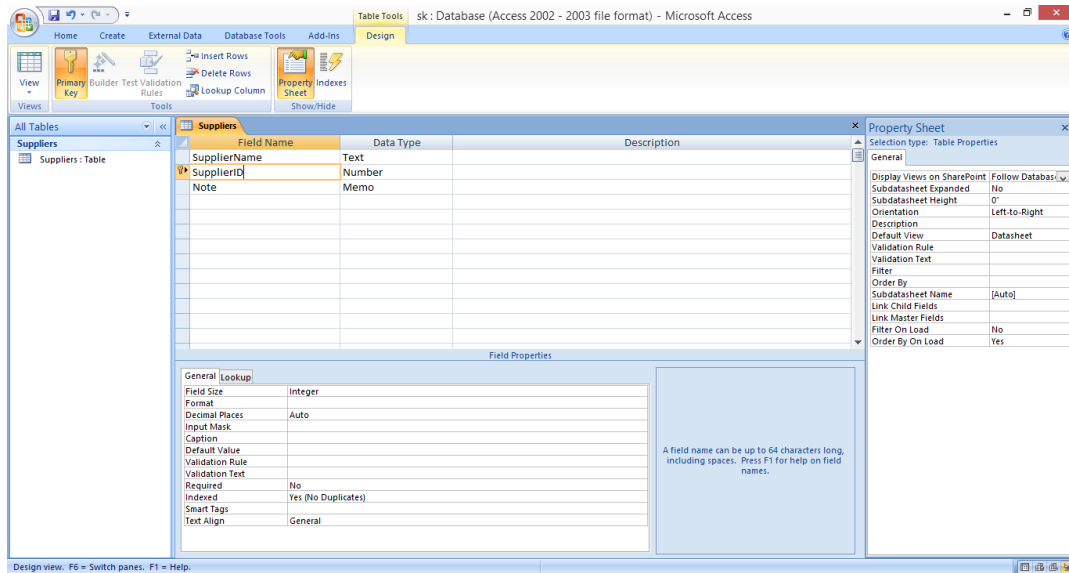 Table Tools sk : Database (Access 2002 - 2003 file format) - Microsoft Access
Home Create External Data Database Tools Add-Ins Design
View
Primary Key
Builder
Test Validation Rules
Insert Rows
Delete Rows
Lookup Column
Property Sheet
Indexes
Views Tools Show/Hide
All Tables
Suppliers
Suppliers : Table
Suppliers
Field Name Data Type Description
SupplierName Text
SupplierID Number
Note Memo
Field Properties
General Lookup
Field Size Integer
Format
Decimal Places Auto
Input Mask
Caption
Default Value
Validation Rule
Validation Text
Required No
Indexed Yes (No Duplicates)
Smart Tags
Text Align General
A field name can be up to 64 characters long,
including spaces. Press F1 for help on field
names.
Property Sheet
Selection type: Table Properties
General
Display Views on SharePoint Follow Databas
Subdatasheet Expanded No
Subdatasheet Height 0"
Orientation Left-to-Right
Description
Default View Datasheet
Validation Rule
Validation Text
Filter
Order By
Subdatasheet Name [Auto]
Link Child Fields
Link Master Fields
Filter On Load No
Order By On Load Yes
Design view. F6 = Switch panes. F1 = Help.